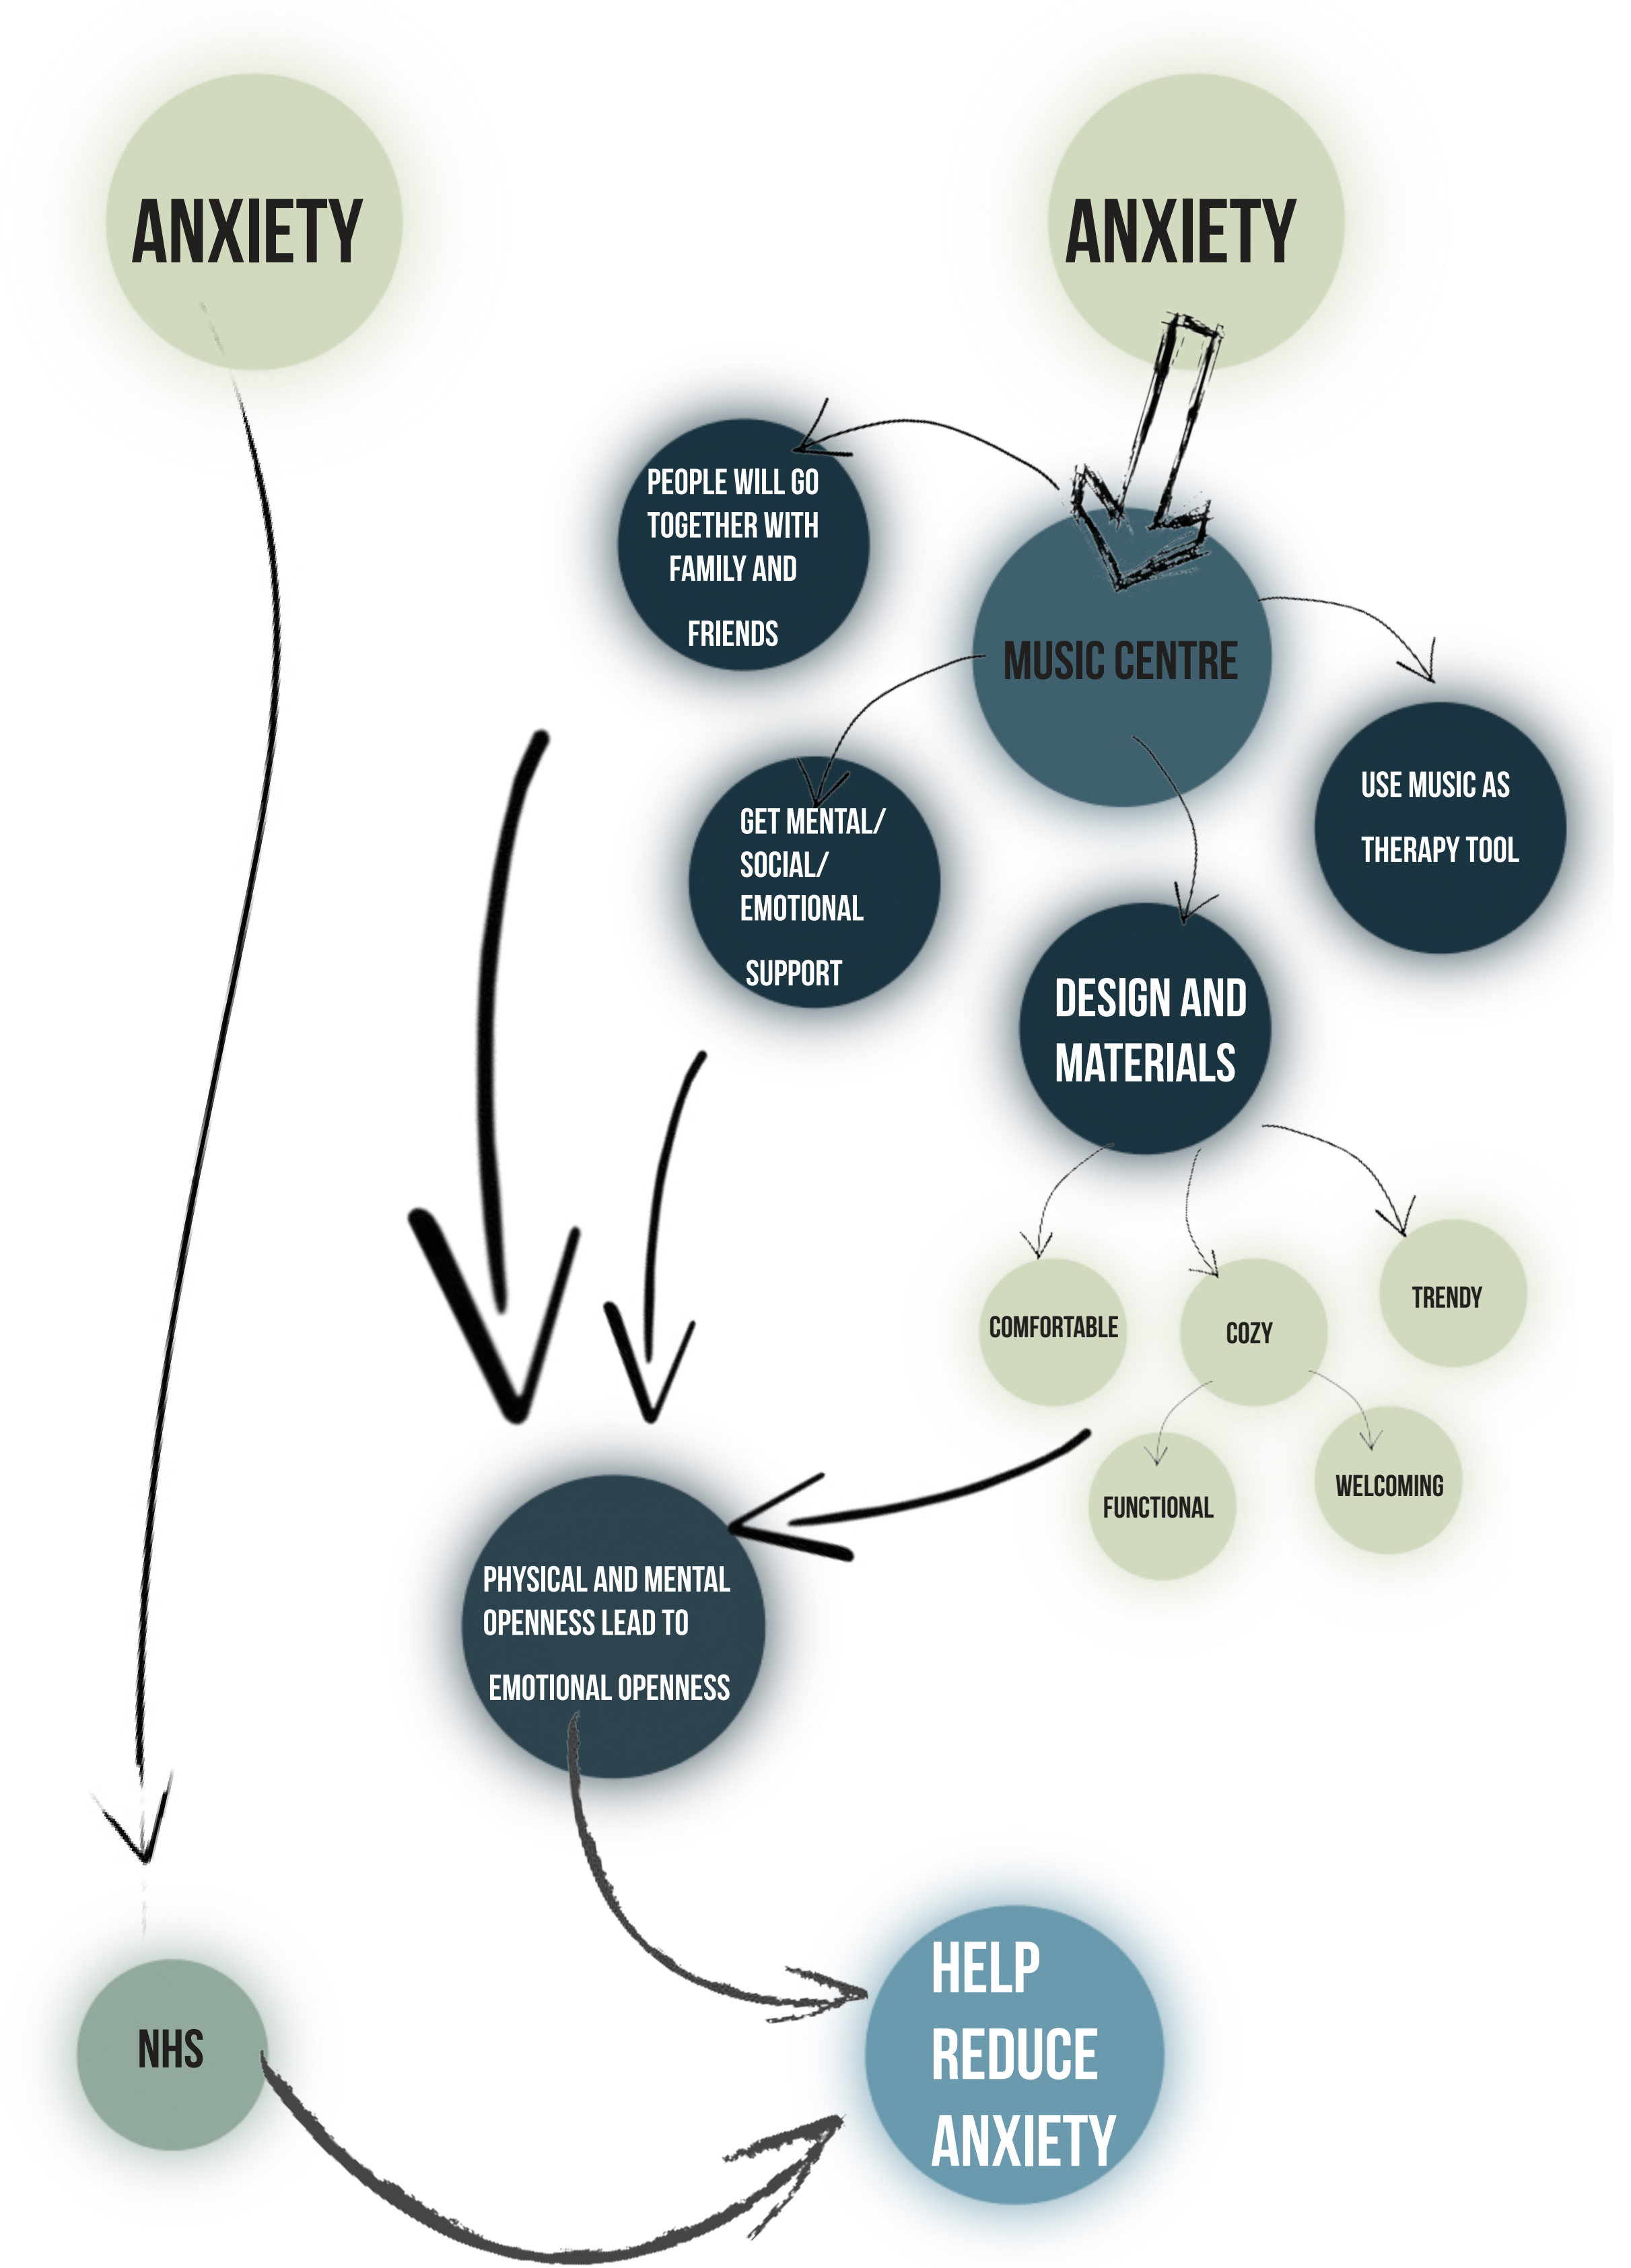 ANXIETY
ANXIETY
PEOPLE WILL GO
TOGETHER WITH
FAMILY AND
FRIENDS
MUSIC CENTRE
USE MUSIC AS
THERAPY TOOL
GET MENTAL/
SOCIAL/
EMOTIONAL
SUPPORT
DESIGN AND
MATERIALS
COMFORTABLE
COZY
TRENDY
FUNCTIONAL
WELCOMING
PHYSICAL AND MENTAL
OPENNESS LEAD TO
EMOTIONAL OPENNESS
NHS
HELP
REDUCE
ANXIETY